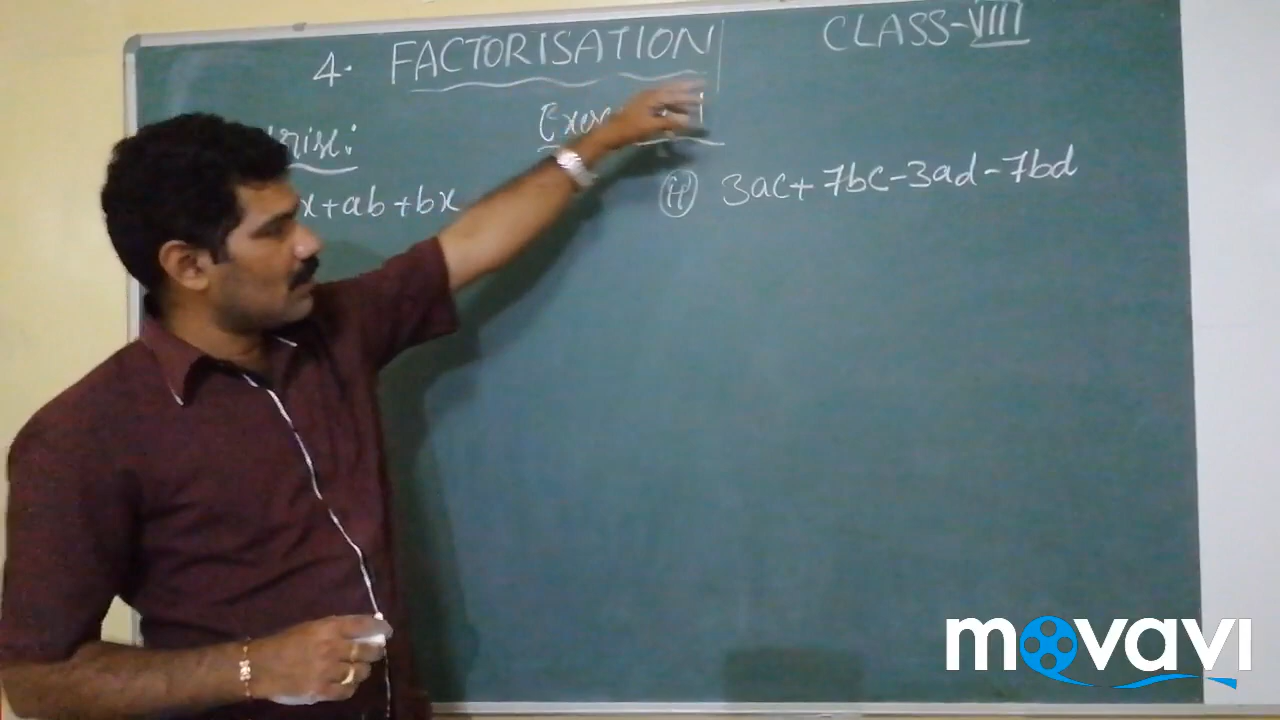 4. FACTORISATION CLASS-VIII
x+ab+bx (ii) 3ac+7bc-3ad-7bd
movavi